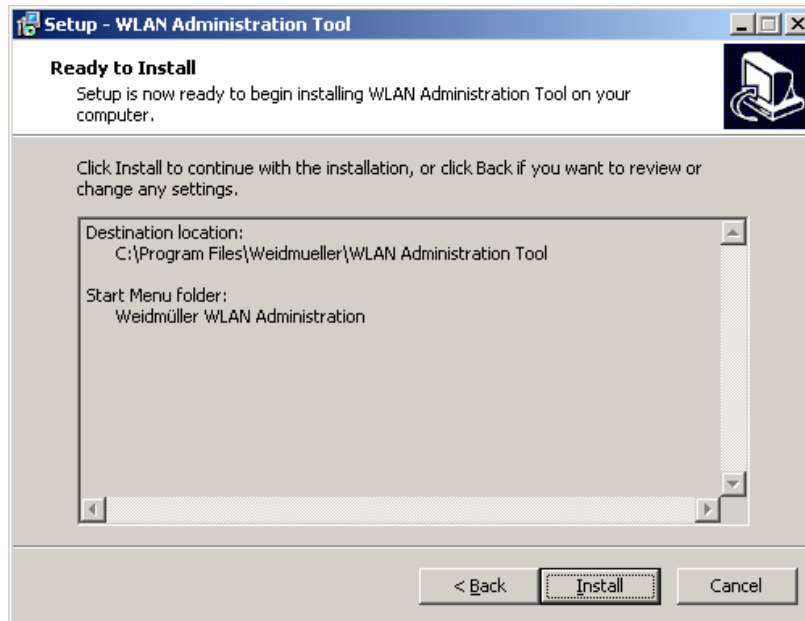 Setup - WLAN Administration Tool
Ready to Install
Setup is now ready to begin installing WLAN Administration Tool on your
computer.
Click Install to continue with the installation, or click Back if you want to review or
change any settings.
Destination location:
C:\Program Files\Weidmueller\WLAN Administration Tool
Start Menu folder:
Weidmüller WLAN Administration
< Back
Install
Cancel